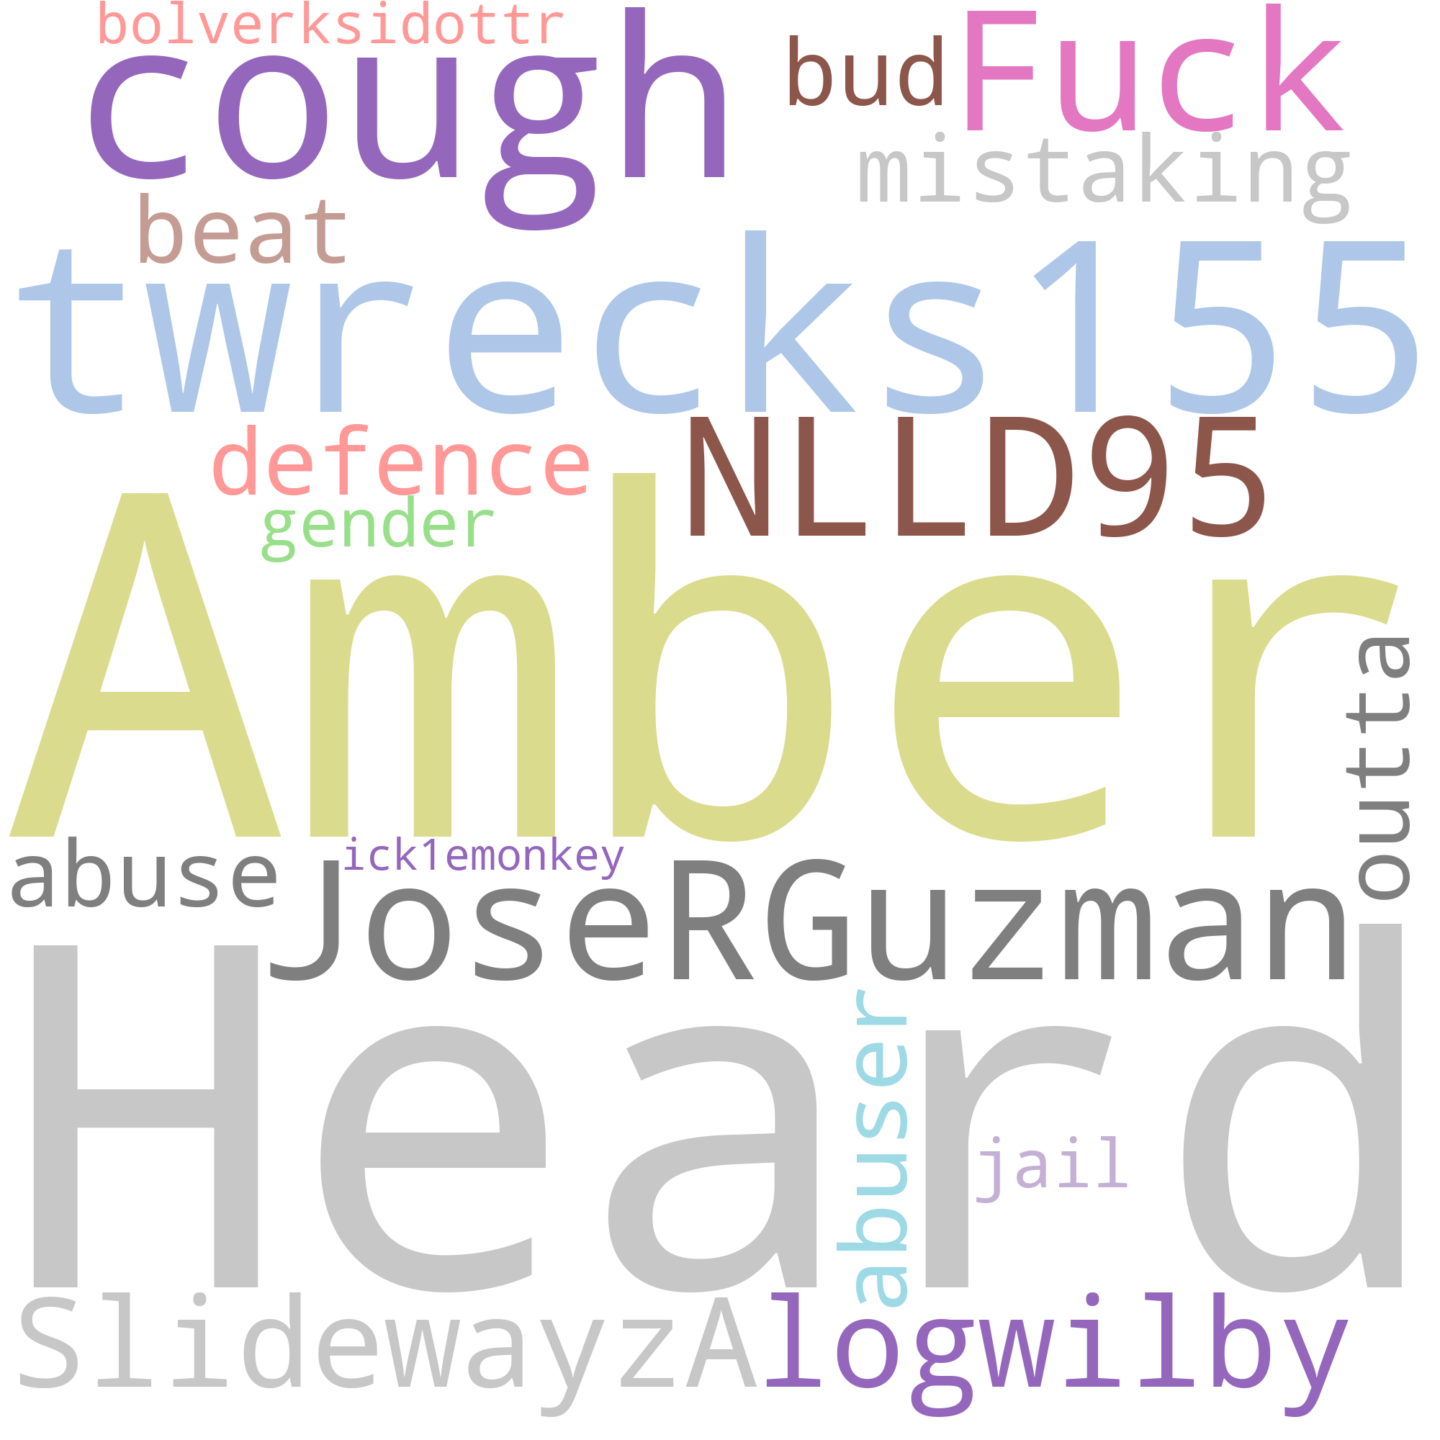 bolverksidottr
cough
bud
Fuck
mistaking
beat
twrecks155
defence
NLLD95
gender
Amber
outta
abuse
ick1emonkey
JoseRGuzman
Heard
abuser
jail
SlidewayzA
logwilby